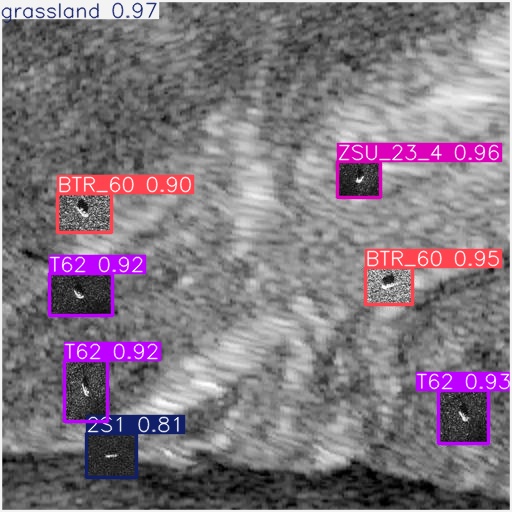 grassland 0.97
ZSU_23_4 0.96
BTR_60 0.90
BTR_60 0.95
T62 0.92
T62 0.92
T62 0.93
2S1 0.81